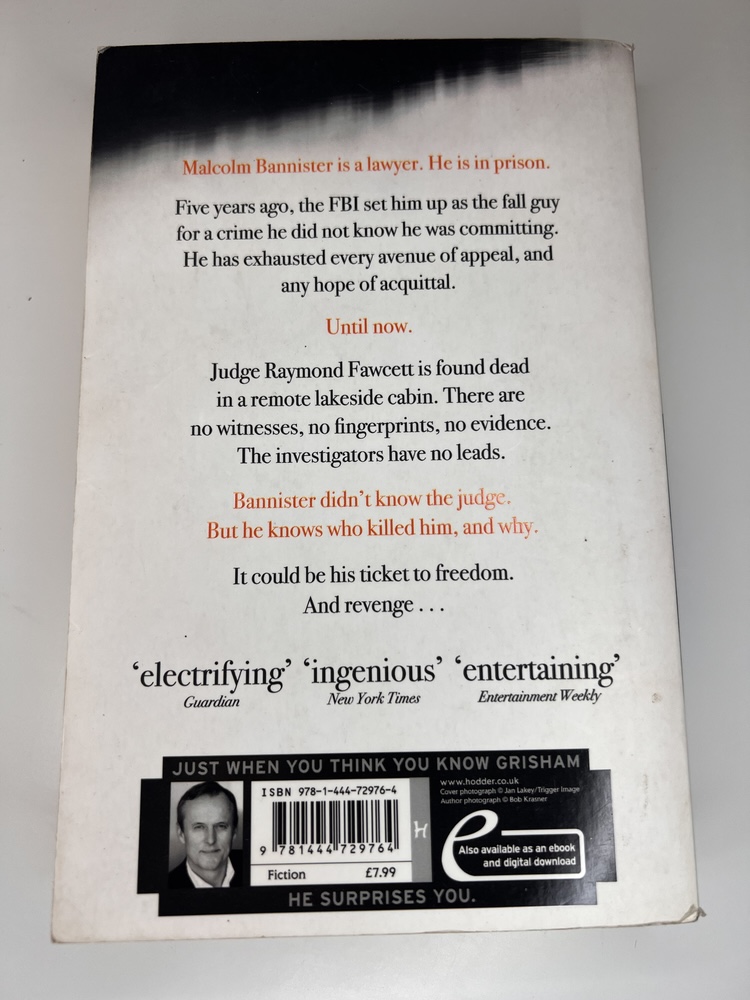 Malcolm Bannister is a lawyer. He is in prison.
Five years ago, the FBI set him up as the fall guy
for a crime he did not know he was committing.
He has exhausted every avenue of appeal, and
any hope of acquittal.
Until now.
Judge Raymond Fawcett is found dead
in a remote lakeside cabin. There are
no witnesses, no fingerprints, no evidence.
The investigators have no leads.
Bannister didn't know the judge.
But he knows who killed him, and why.
It could be his ticket to freedom.
And revenge . . .
‘electrifying’ ‘ingenious’ ‘entertaining’
Guardian New York Times Entertainment Weekly
JUST WHEN YOU THINK YOU KNOW GRISHAM
ISBN 978-1-444-72976-4
9 781444 729764
Fiction £7.99
H
www.hodder.co.uk
Cover photograph © Jan Lakey/Trigger Image
Author photograph © Bob Krasner
e
Also available as an ebook
and digital download
HE SURPRISES YOU.